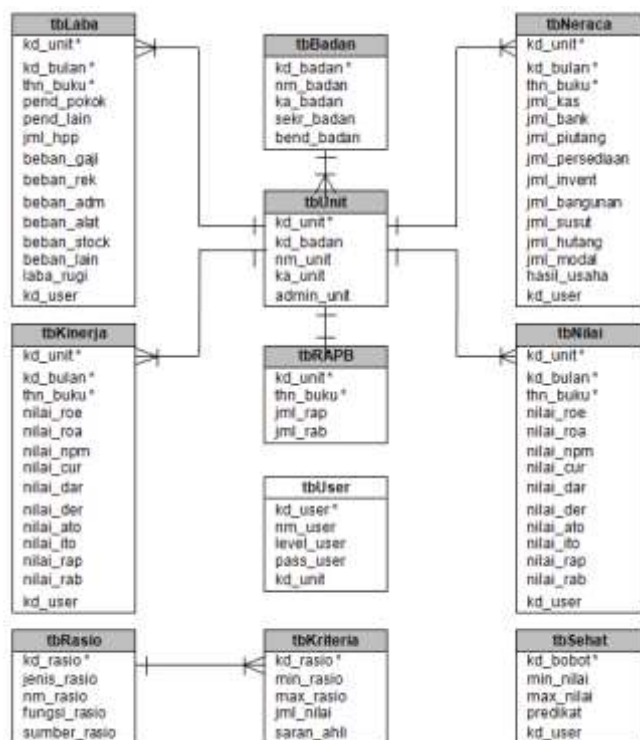 tbLaba
kd_unit*
kd_bulan*
thn_buku*
pend_pokok
pend_lain
jml_hpp
beban_gaji
beban_rek
beban_adm
beban_alat
beban_stock
beban_lain
laba_rugi
kd_user
tbBadan
kd_badan*
nm_badan
ka_badan
sekr_badan
bend_badan
tbNeraca
kd_unit*
kd_bulan*
thn_buku*
jml_kas
jml_bank
jml_piutang
jml_persediaan
jml_invent
jml_bangunan
jml_susut
jml_hutang
jml_modal
hasil_usaha
kd_user
tbUnit
kd_unit*
kd_badan
nm_unit
ka_unit
admin_unit
tbKinerja
kd_unit*
kd_bulan*
thn_buku*
nilai_roe
nilai_roa
nilai_npm
nilai_cur
nilai_dar
nilai_der
nilai_ato
nilai_ito
nilai_rap
nilai_rab
kd_user
tbRAPB
kd_unit*
thn_buku*
jml_rap
jml_rab
tbNilai
kd_unit*
kd_bulan*
thn_buku*
nilai_roe
nilai_roa
nilai_npm
nilai_cur
nilai_dar
nilai_der
nilai_ato
nilai_ito
nilai_rap
nilai_rab
kd_user
tbUser
kd_user*
nm_user
level_user
pass_user
kd_unit
tbRasio
kd_rasio*
jenis_rasio
nm_rasio
fungsi_rasio
sumber_rasio
tbKriteria
kd_rasio*
min_rasio
max_rasio
jml_nilai
saran_ahli
tbSehat
kd_bobot*
min_nilai
max_nilai
predikat
kd_user